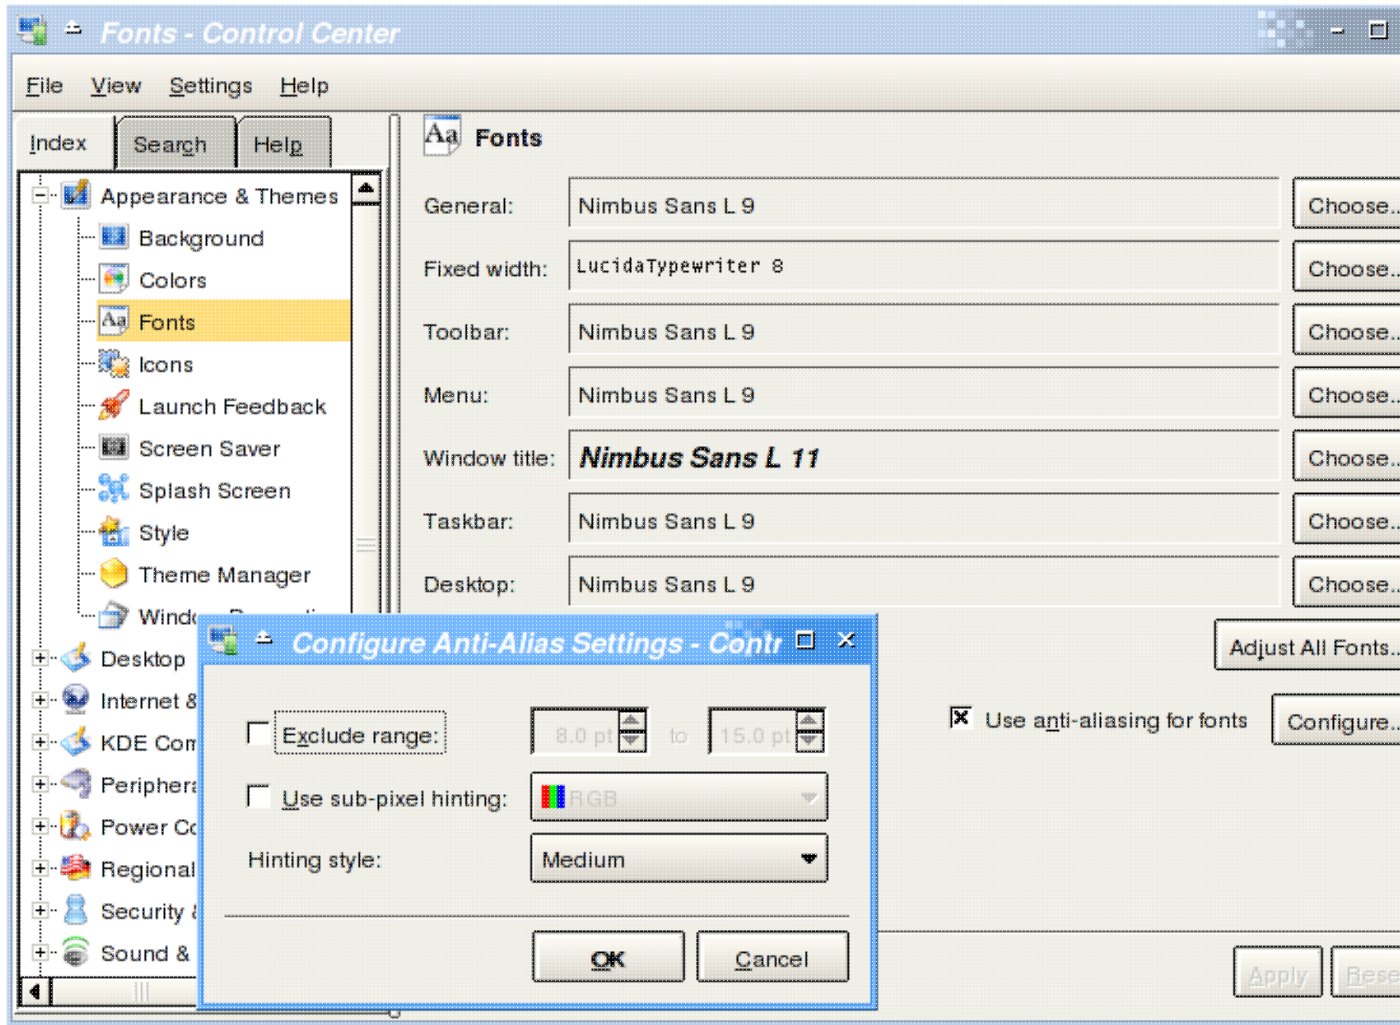 Fonts - Control Center
File View Settings Help
Index Search Help
Appearance & Themes
Background
Colors
Fonts
Icons
Launch Feedback
Screen Saver
Splash Screen
Style
Theme Manager
Desktop
Internet &
KDE Com
Periphera
Power Co
Regional
Security &
Sound &
Aa Fonts
General: Nimbus Sans L 9 Choose..
Fixed width: LucidaTypewriter 8 Choose..
Toolbar: Nimbus Sans L 9 Choose..
Menu: Nimbus Sans L 9 Choose..
Window title: Nimbus Sans L 11 Choose..
Taskbar: Nimbus Sans L 9 Choose..
Desktop: Nimbus Sans L 9 Choose..
Adjust All Fonts..
Use anti-aliasing for fonts Configure..
Apply Rese
Configure Anti-Alias Settings - Contr
Exclude range: 8.0 pt to 15.0 pt
Use sub-pixel hinting: RGB
Hinting style: Medium
OK Cancel